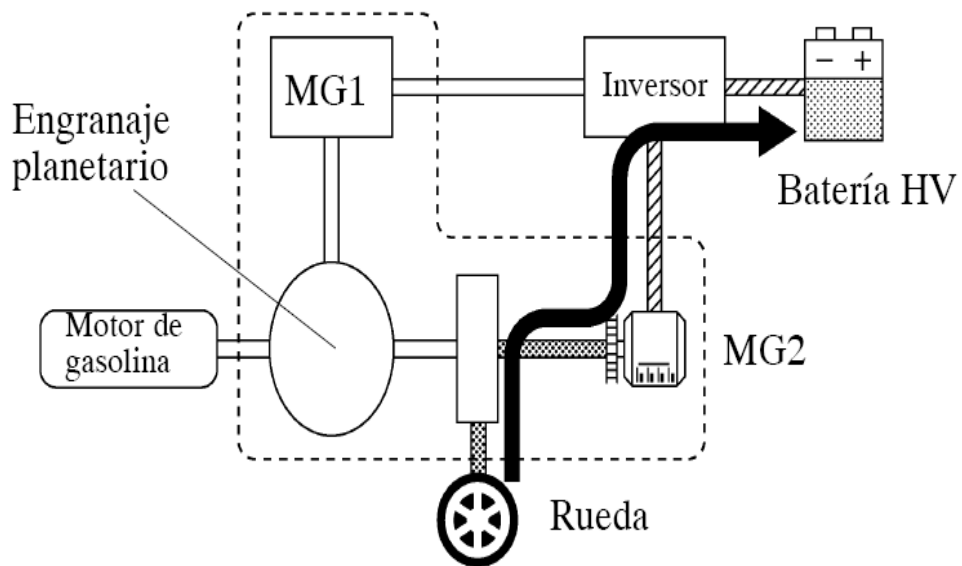 MG1
Inversor
− +
Engranaje
planetario
Batería HV
Motor de
gasolina
MG2
Rueda